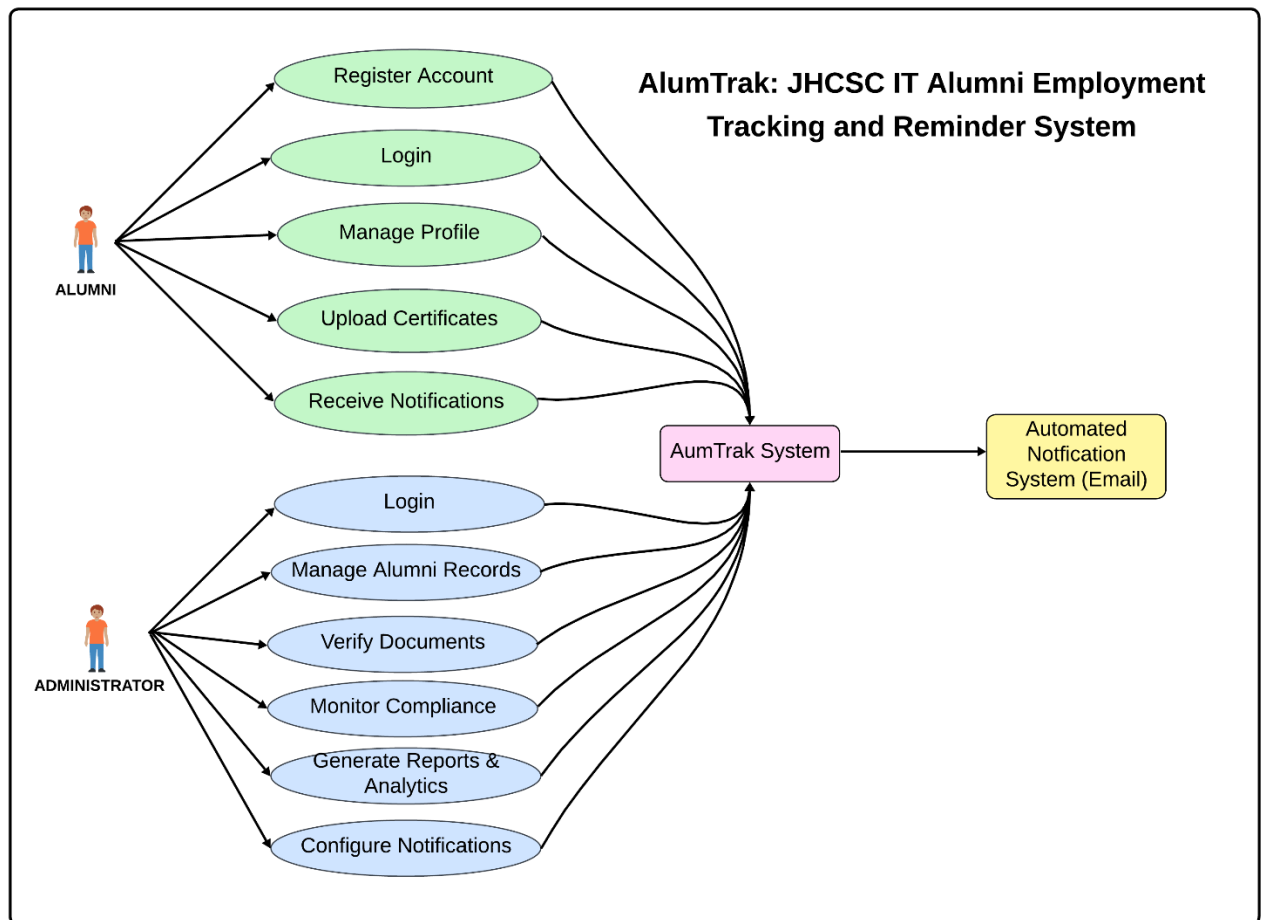 AlumTrak: JHCSC IT Alumni Employment
Tracking and Reminder System
Register Account
Login
Manage Profile
ALUMNI
Upload Certificates
Receive Notifications
AumTrak System
Automated
Notfication
System (Email)
Login
Manage Alumni Records
Verify Documents
ADMINISTRATOR
Monitor Compliance
Generate Reports &
Analytics
Configure Notifications